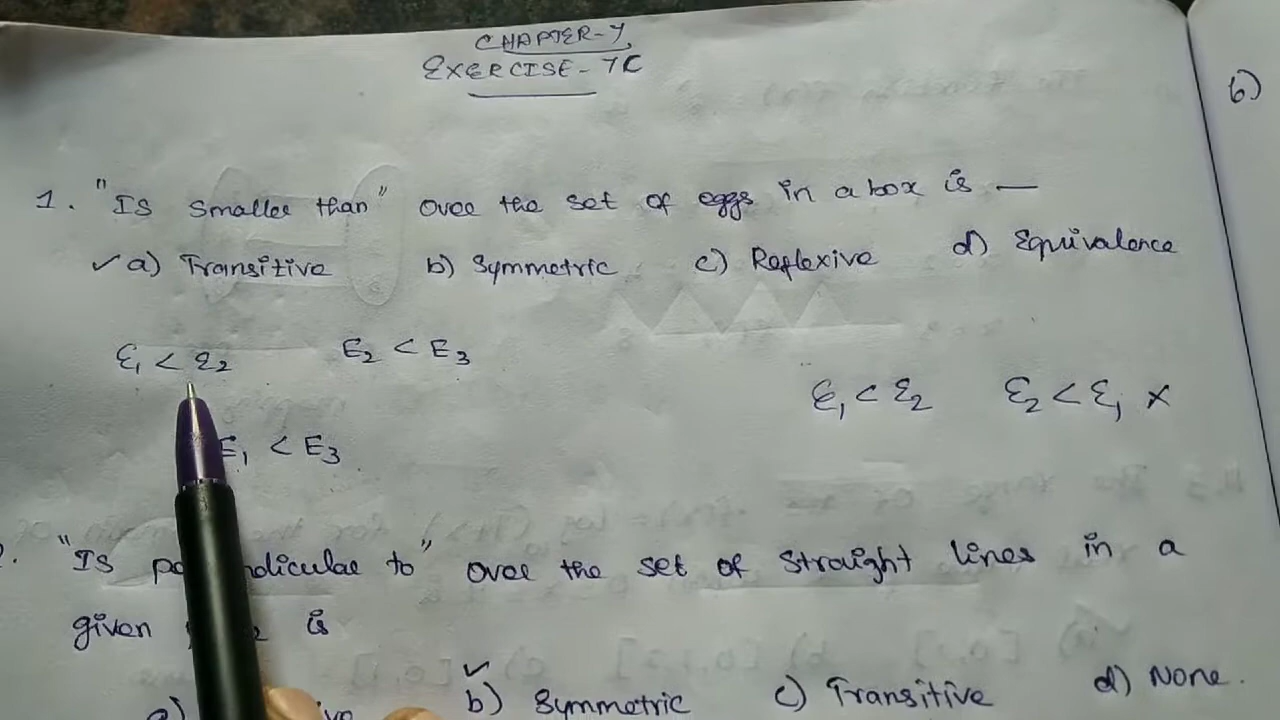 CHAPTER-7
EXERCISE-7C
6)
1. "Is smaller than" over the set of eggs in a box is —
✓ a) Transitive b) Symmetric c) Reflexive d) Equivalence
E₁ < E₂ E₂ < E₃
E₁ < E₂ E₂ < E₁ ×
E₁ < E₃
"Is to" over the set of straight lines in a
given is
✓
a) b) Symmetric c) Transitive d) None.